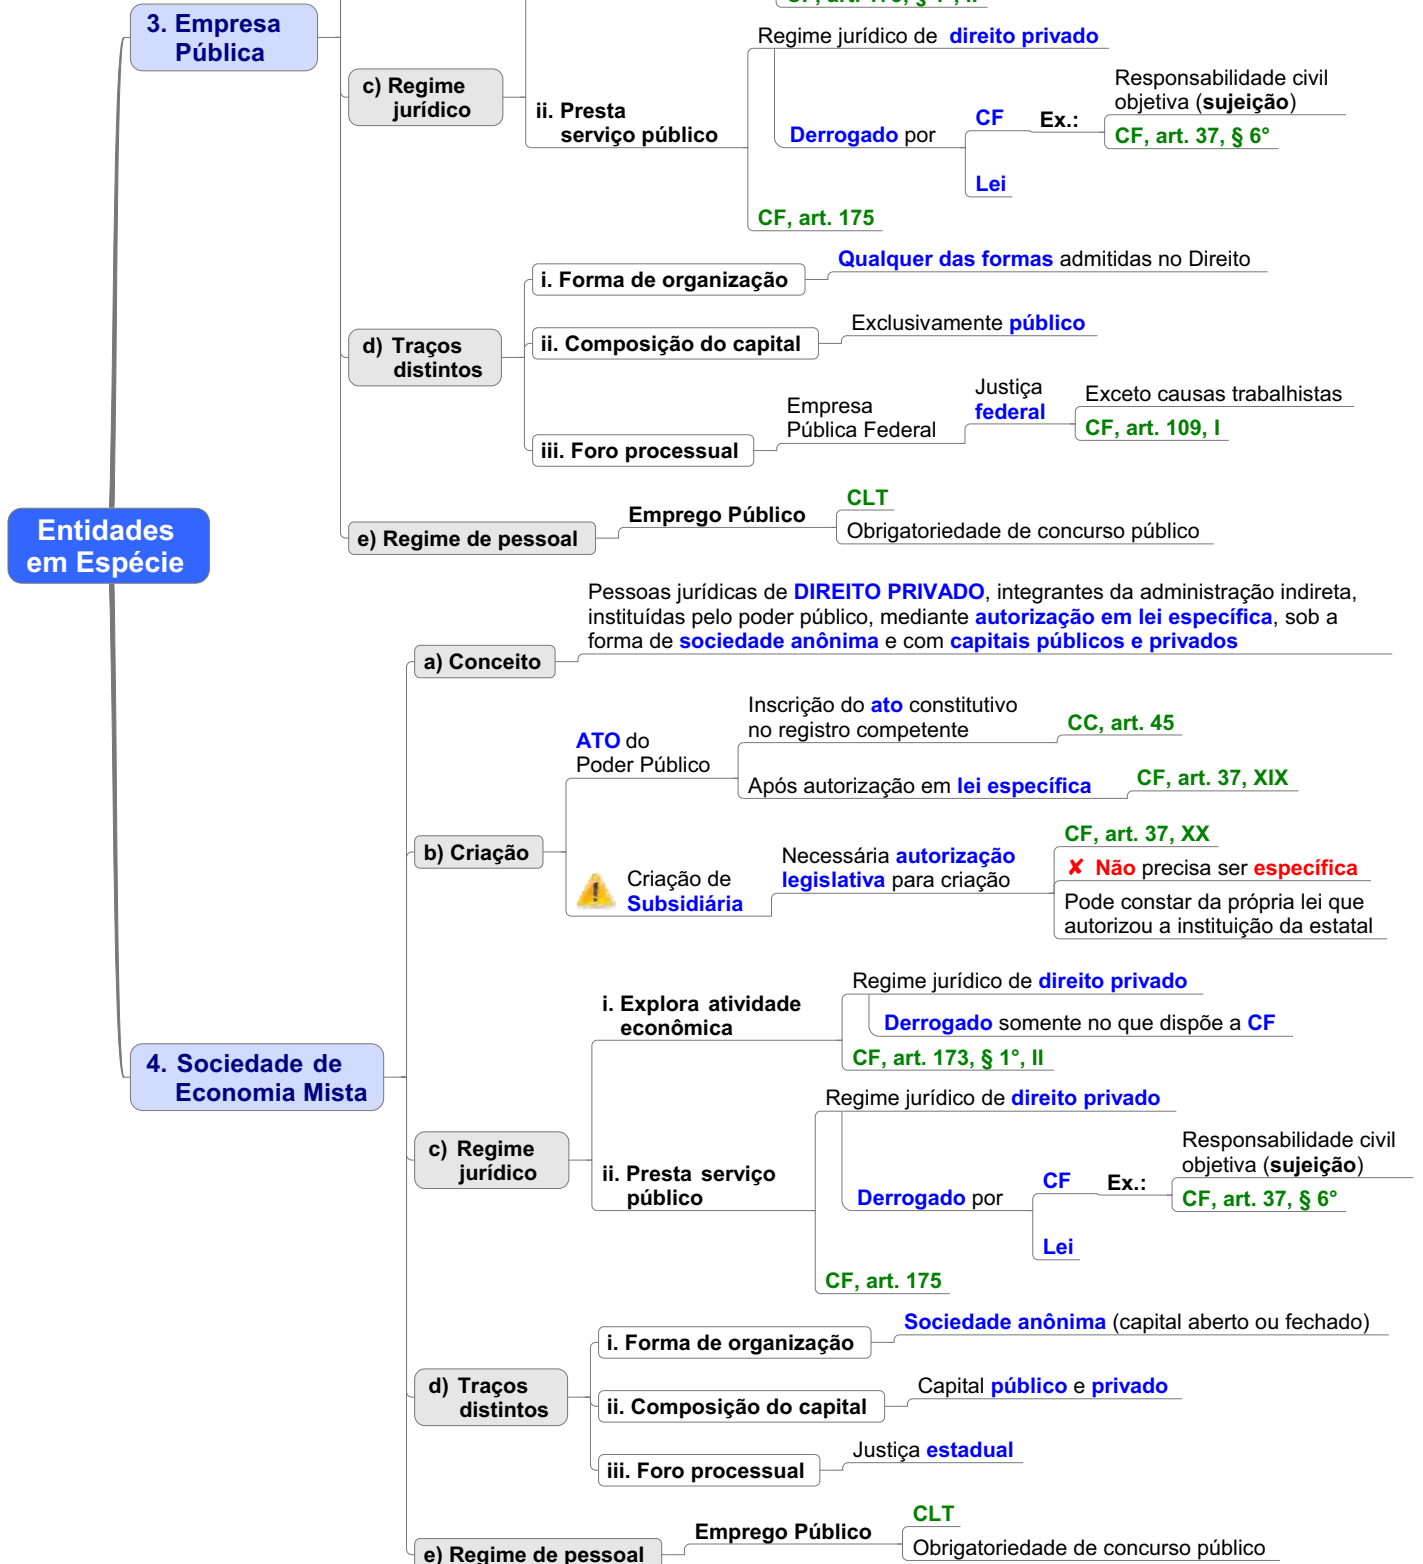 3. Empresa
Pública
c) Regime
jurídico
ii. Presta
serviço público
Regime jurídico de direito privado
Derrogado por
CF
Ex.:
Responsabilidade civil
objetiva (sujeição)
CF, art. 37, § 6°
Lei
CF, art. 175
d) Traços
distintos
i. Forma de organização
Qualquer das formas admitidas no Direito
ii. Composição do capital
Exclusivamente público
iii. Foro processual
Empresa
Pública Federal
Justiça
federal
Exceto causas trabalhistas
CF, art. 109, I
e) Regime de pessoal
Emprego Público
CLT
Obrigatoriedade de concurso público
Entidades
em Espécie
4. Sociedade de
Economia Mista
a) Conceito
Pessoas jurídicas de DIREITO PRIVADO, integrantes da administração indireta,
instituídas pelo poder público, mediante autorização em lei específica, sob a
forma de sociedade anônima e com capitais públicos e privados
b) Criação
ATO do
Poder Público
Inscrição do ato constitutivo
no registro competente
CC, art. 45
Após autorização em lei específica
CF, art. 37, XIX
Criação de
Subsidiária
Necessária autorização
legislativa para criação
CF, art. 37, XX
✘ Não precisa ser específica
Pode constar da própria lei que
autorizou a instituição da estatal
c) Regime
jurídico
i. Explora atividade
econômica
Regime jurídico de direito privado
Derrogado somente no que dispõe a CF
CF, art. 173, § 1°, II
ii. Presta serviço
público
Regime jurídico de direito privado
Derrogado por
CF
Ex.:
Responsabilidade civil
objetiva (sujeição)
CF, art. 37, § 6°
Lei
CF, art. 175
d) Traços
distintos
i. Forma de organização
Sociedade anônima (capital aberto ou fechado)
ii. Composição do capital
Capital público e privado
iii. Foro processual
Justiça estadual
e) Regime de pessoal
Emprego Público
CLT
Obrigatoriedade de concurso público